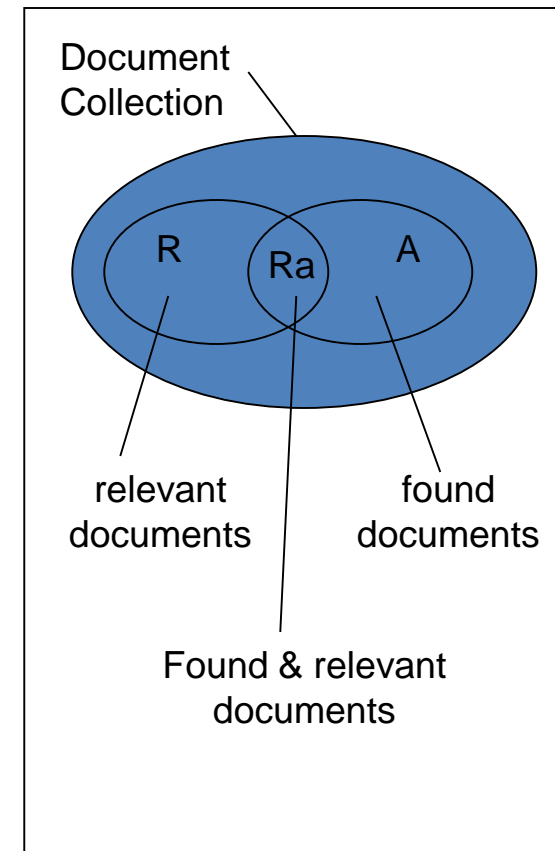 Document
Collection
R
Ra
A
relevant
documents
found
documents
Found & relevant
documents